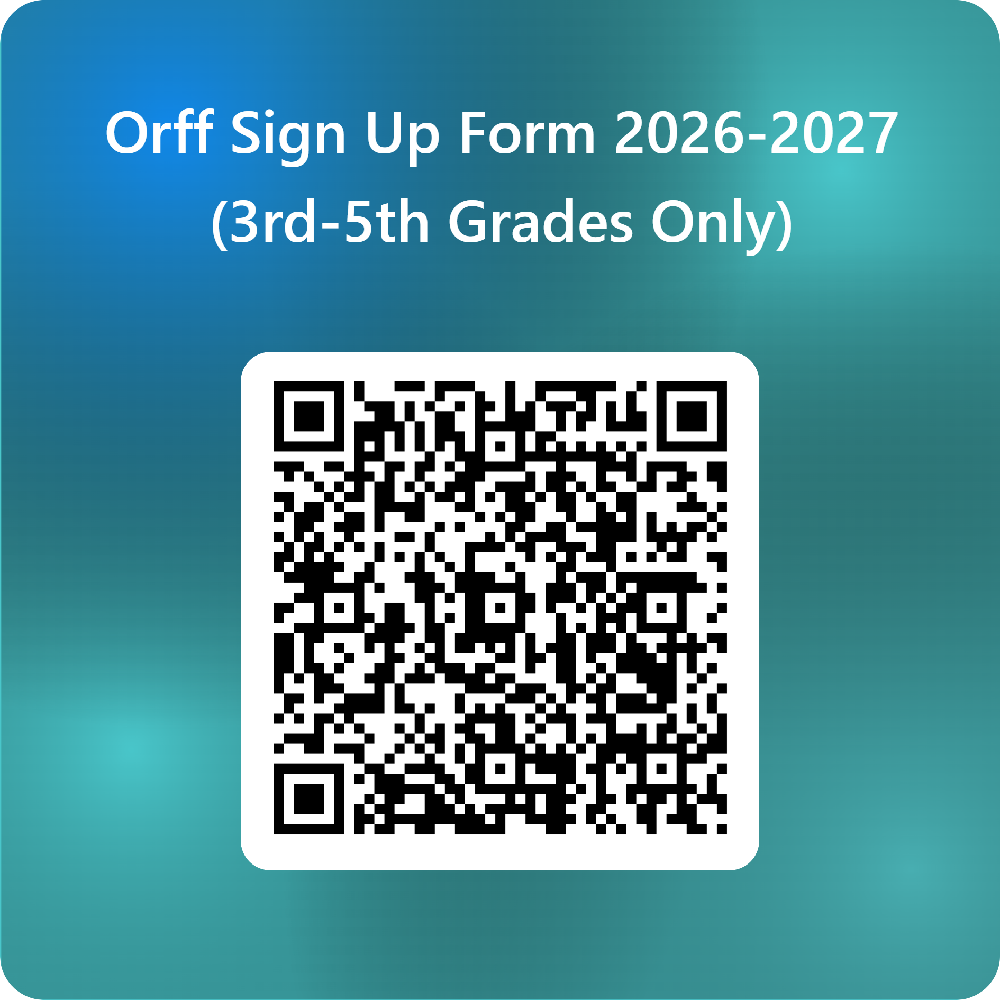 Orff Sign Up Form 2026-2027
(3rd-5th Grades Only)